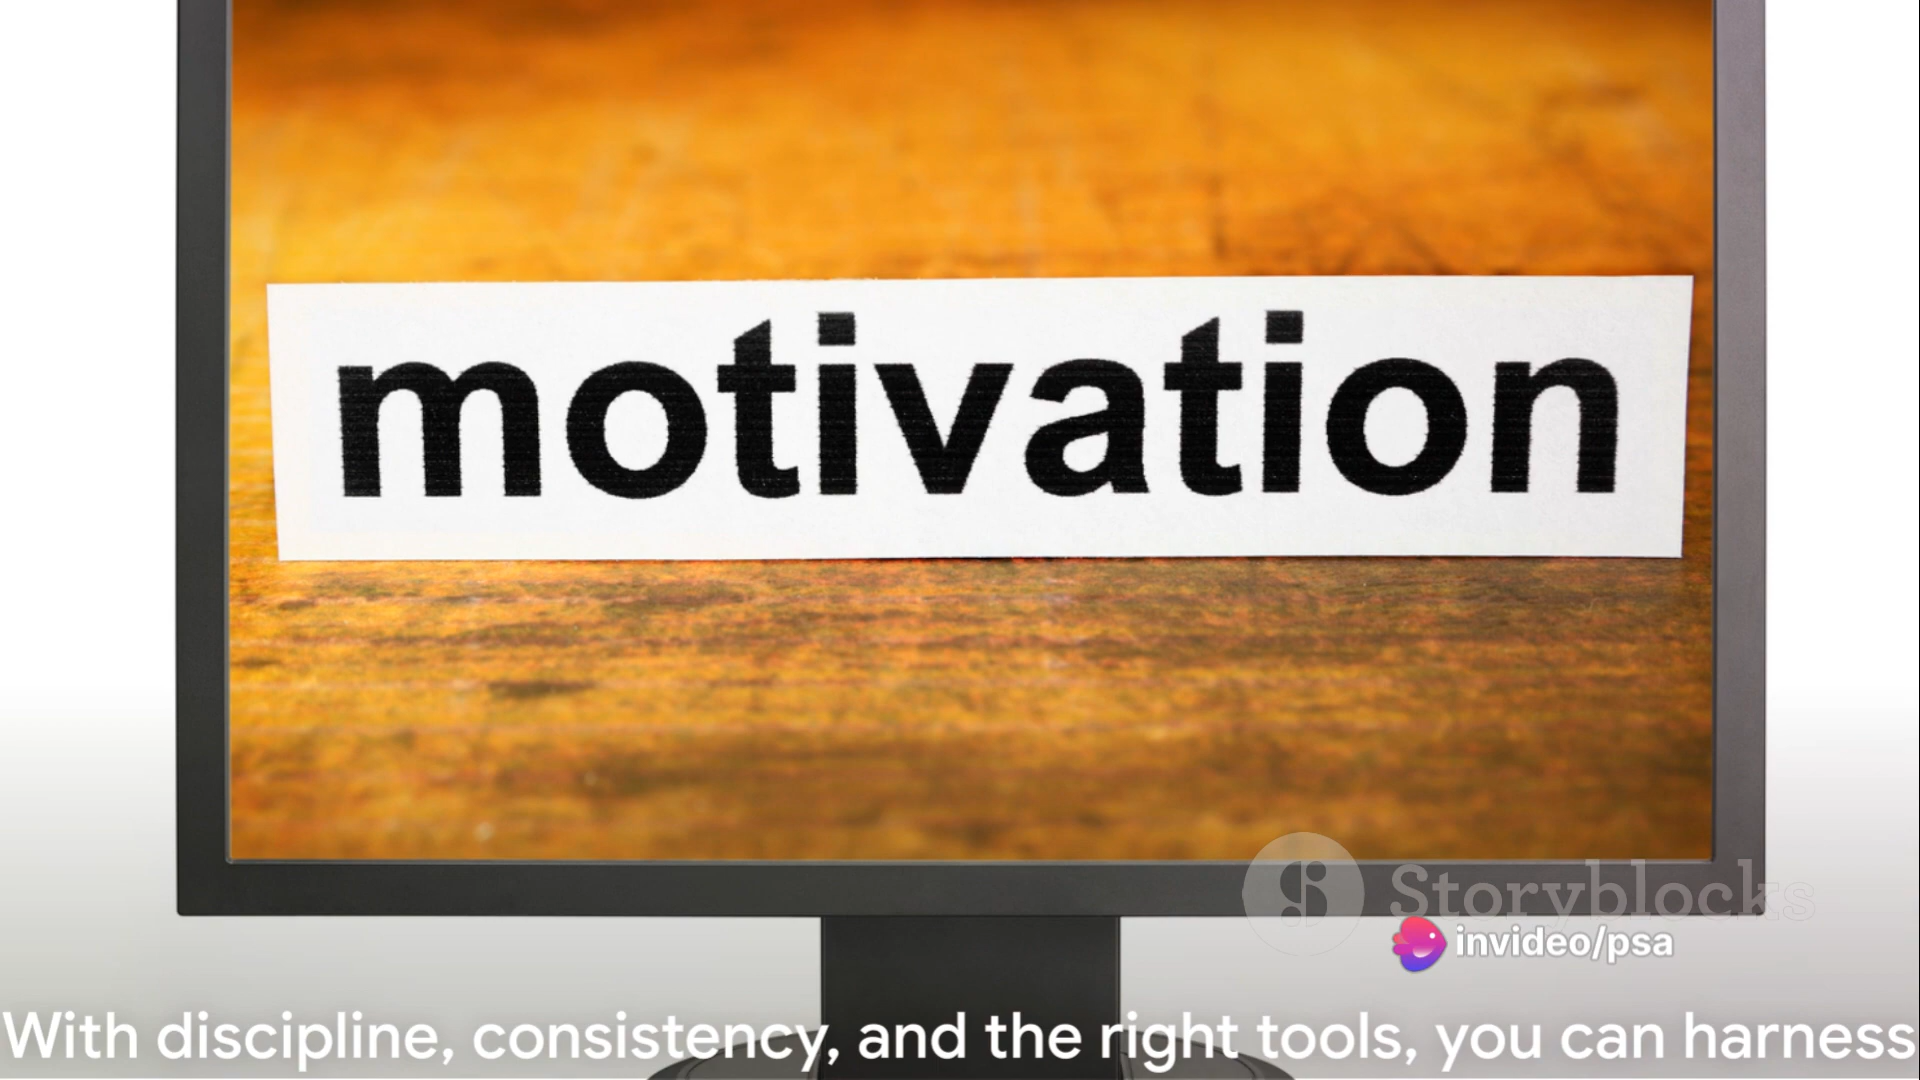 motivation
Storyblocks
invideo/psa
With discipline, consistency, and the right tools, you can harness